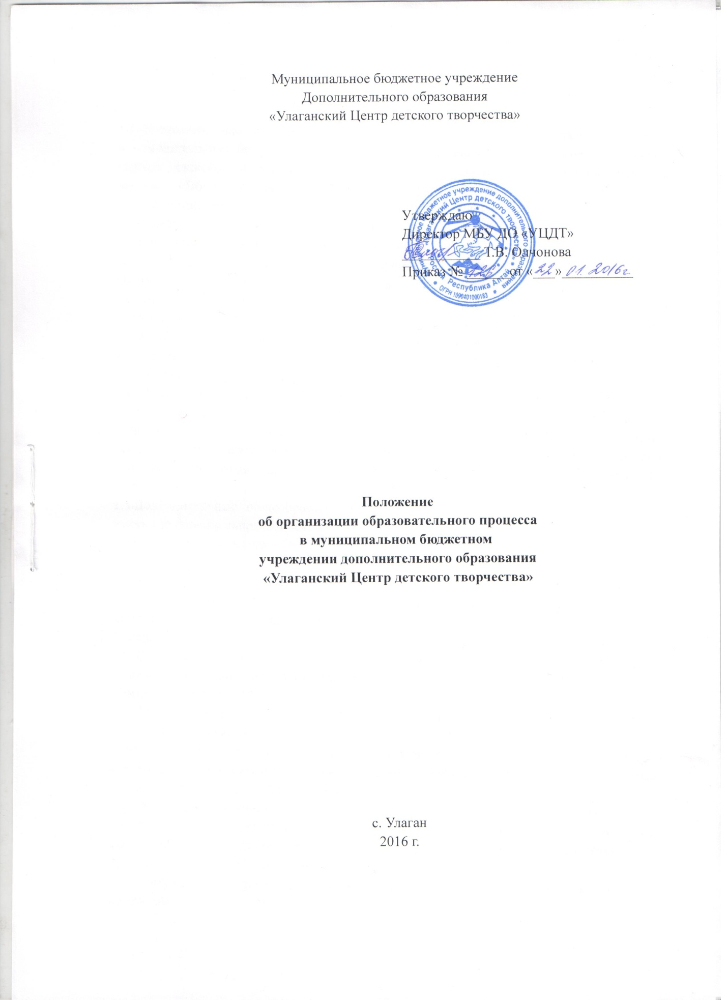 Муниципальное бюджетное учреждение
Дополнительного образования
«Улаганский Центр детского творчества»
Утверждаю
Директор МБУ ДО «УЦДТ»
____________ Т.В. Олчонова
Приказ № от «22» 01. 2016г.
Муниципальное бюджетное учреждение дополнительного образования
«Улаганский Центр детского творчества»
Россия Республика Алтай
ОГРН 1090401000183
Положение
об организации образовательного процесса
в муниципальном бюджетном
учреждении дополнительного образования
«Улаганский Центр детского творчества»
с. Улаган
2016 г.